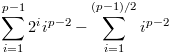 \sum_{i=1}^{p-1} 2^i i^{p-2} - \sum_{i=1}^{(p-1)/2} i^{p-2}